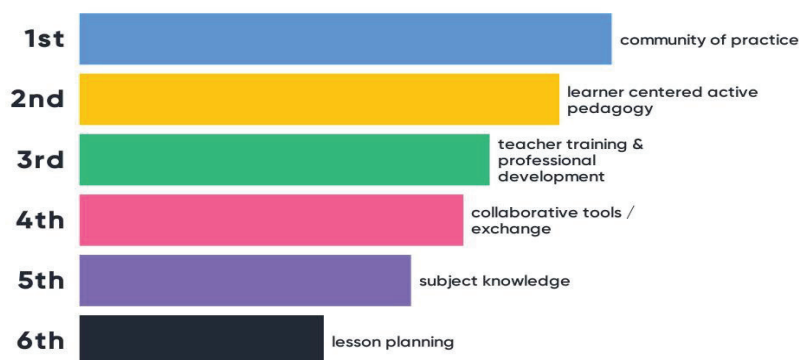 1st
community of practice
2nd
learner centered active
pedagogy
3rd
teacher training &
professional
development
4th
collaborative tools /
exchange
5th
subject knowledge
6th
lesson planning